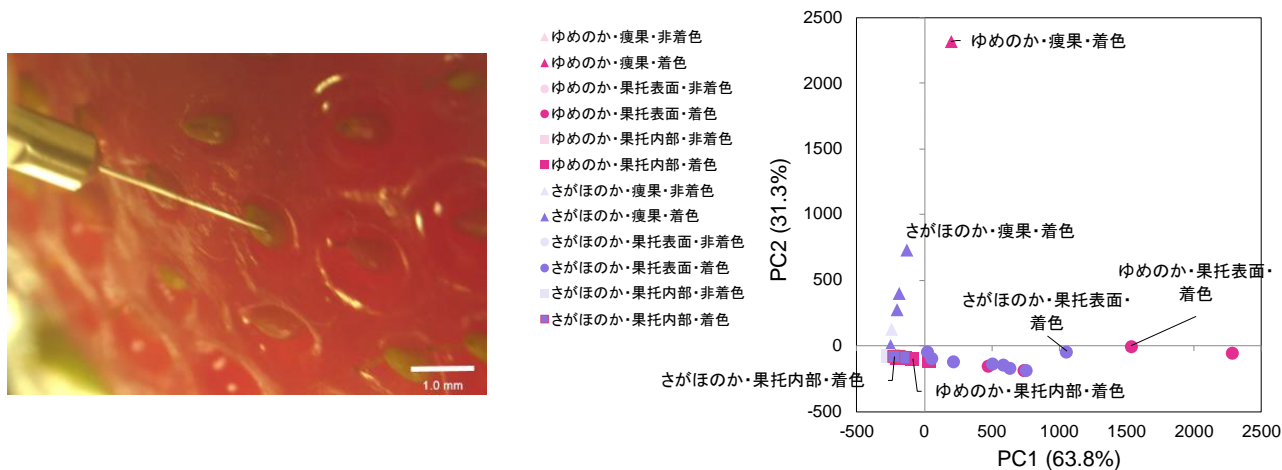 1.0 mm
ゆめのか・痩果・非着色
ゆめのか・痩果・着色
ゆめのか・果托表面・非着色
ゆめのか・果托表面・着色
ゆめのか・果托内部・非着色
ゆめのか・果托内部・着色
さがほのか・痩果・非着色
さがほのか・痩果・着色
さがほのか・果托表面・非着色
さがほのか・果托表面・着色
さがほのか・果托内部・非着色
さがほのか・果托内部・着色
PC2 (31.3%)
2500
2000
1500
1000
500
0
-500
ゆめのか・痩果・着色
さがほのか・痩果・着色
ゆめのか・果托表面・
着色
さがほのか・果托表面・
着色
さがほのか・果托内部・着色
ゆめのか・果托内部・着色
-500
0
500
1000
1500
2000
2500
PC1 (63.8%)